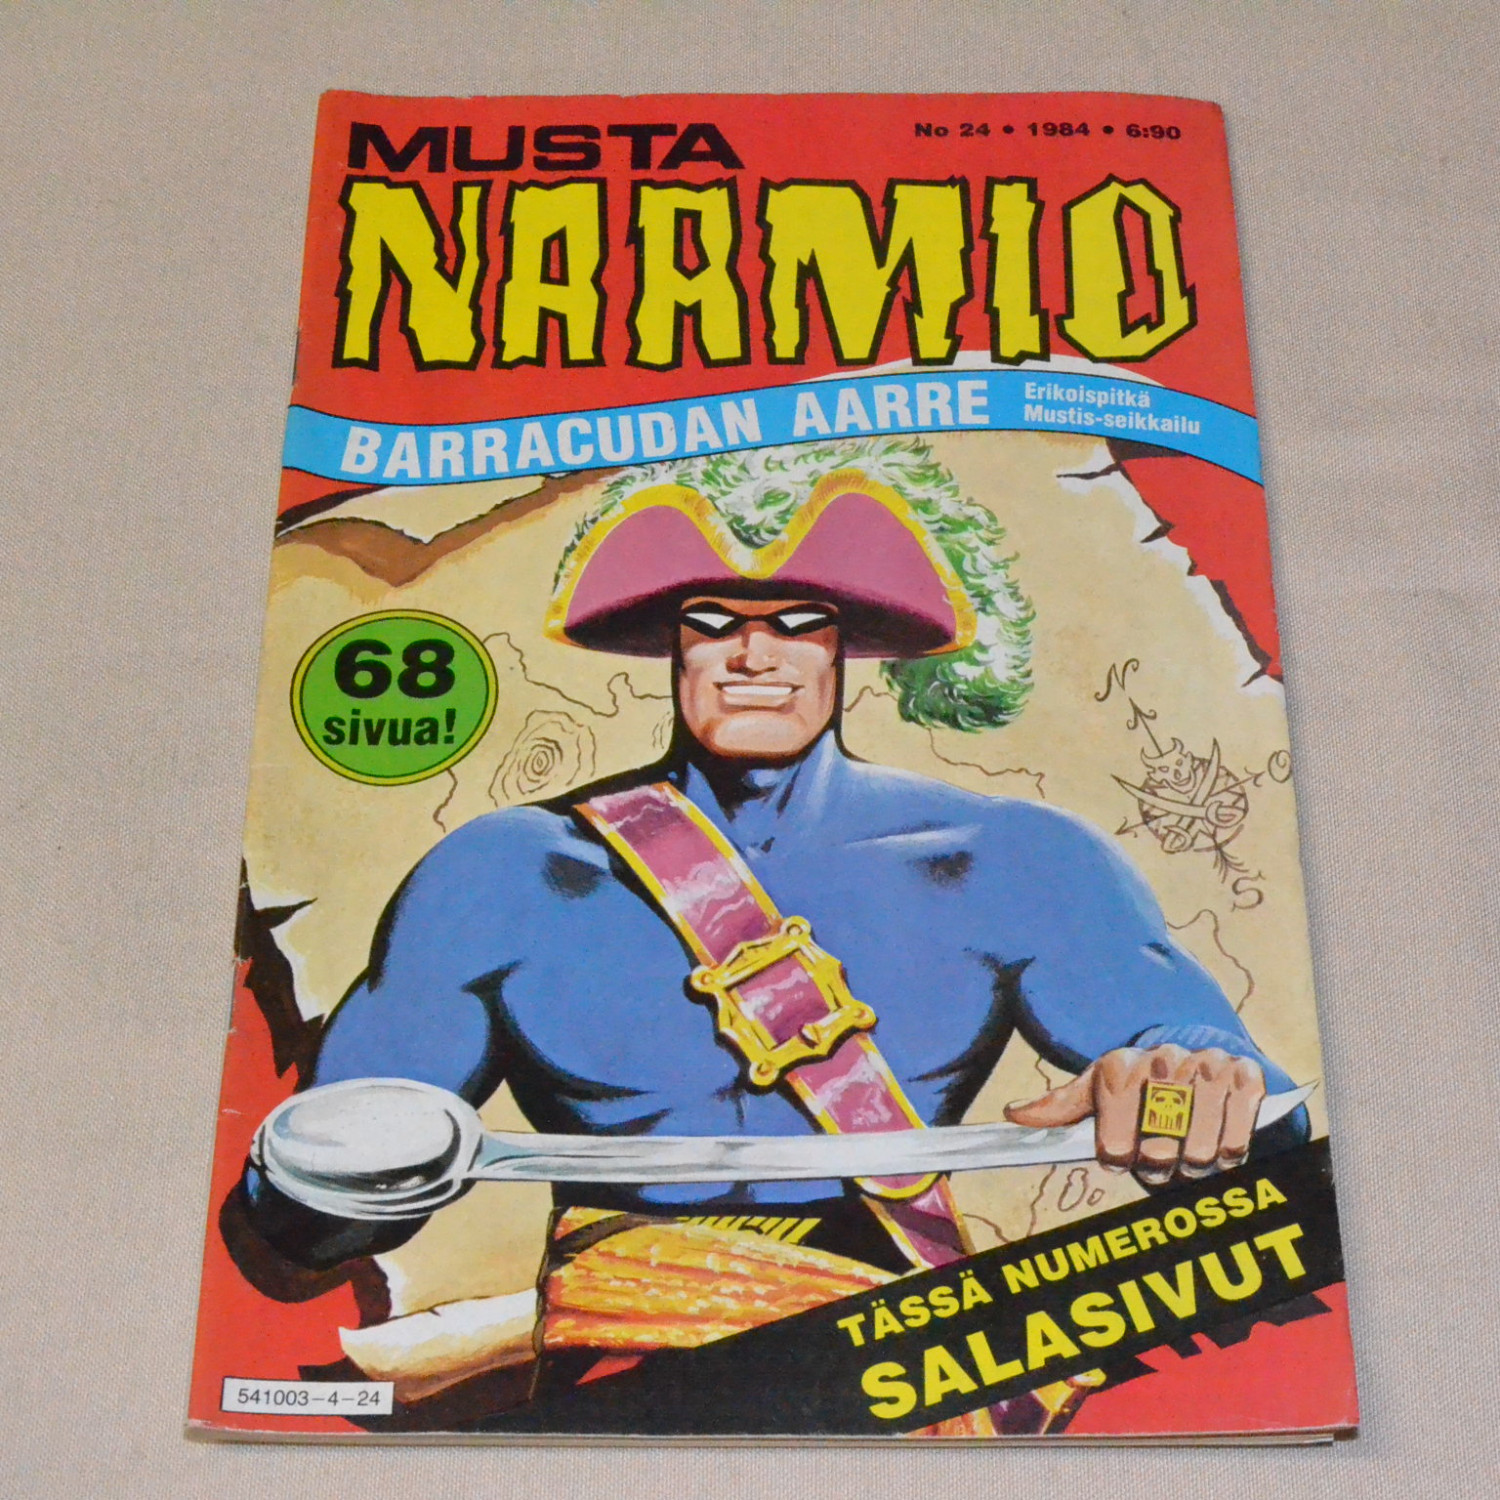 MUSTA
No 24 • 1984 • 6:90
NAAMIO
BARRACUDAN AARRE
Erikoispitkä
Mustis-seikkailu
68
sivua!
N
O
S
TÄSSÄ NUMEROSSA
SALASIVUT
541003-4-24